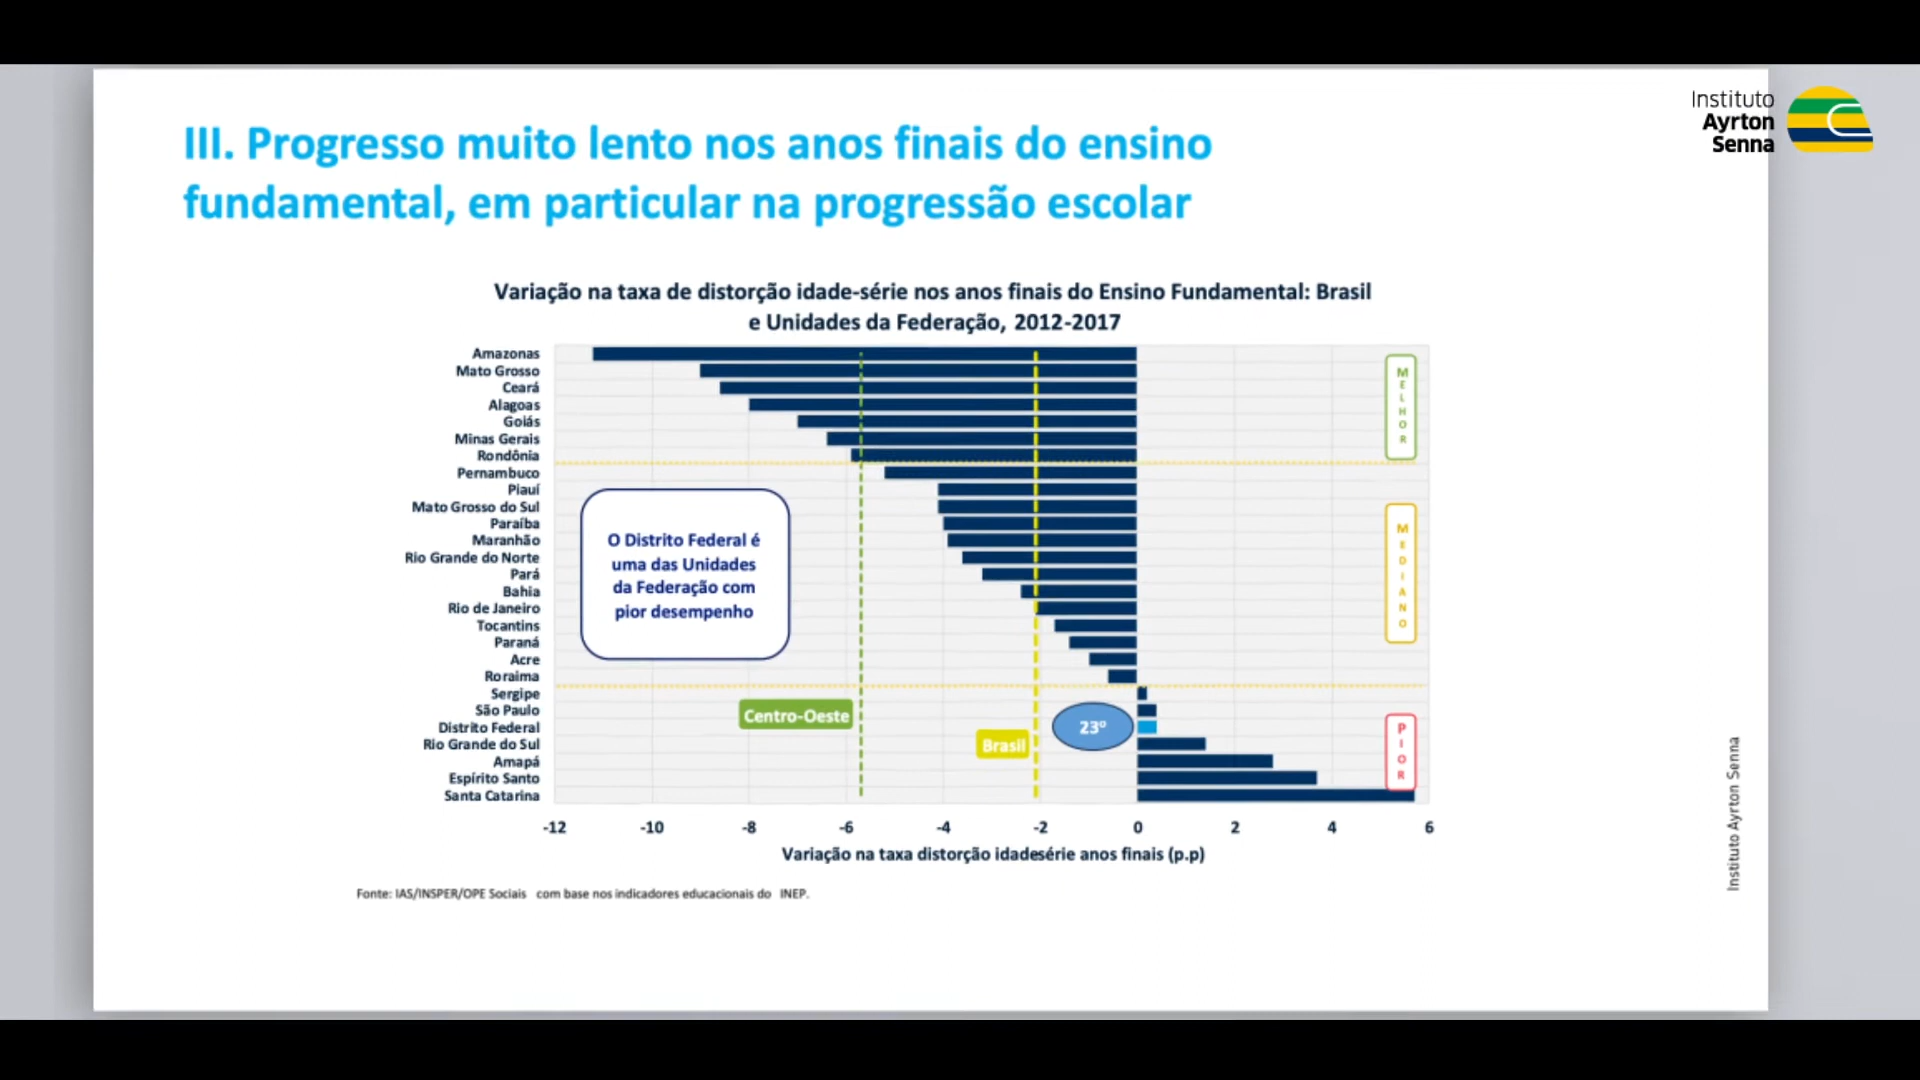 Instituto
Ayrton
Senna
III. Progresso muito lento nos anos finais do ensino
fundamental, em particular na progressão escolar
Variação na taxa de distorção idade-série nos anos finais do Ensino Fundamental: Brasil
e Unidades da Federação, 2012-2017
Amazonas
Mato Grosso
Ceará
Alagoas
Goiás
Minas Gerais
Rondônia
Pernambuco
Piauí
Mato Grosso do Sul
Paraíba
Maranhão
Rio Grande do Norte
Pará
Bahia
Rio de Janeiro
Tocantins
Paraná
Acre
Roraima
Sergipe
São Paulo
Distrito Federal
Rio Grande do Sul
Amapá
Espírito Santo
Santa Catarina
O Distrito Federal é
uma das Unidades
da Federação com
pior desempenho
Centro-Oeste
Brasil
23º
MELHOR
MEDIANO
PIOR
-12 -10 -8 -6 -4 -2 0 2 4 6
Variação na taxa distorção idadesérie anos finais (p.p)
Fonte: IAS/INSPER/OPE Sociais com base nos indicadores educacionais do INEP.
Instituto Ayrton Senna